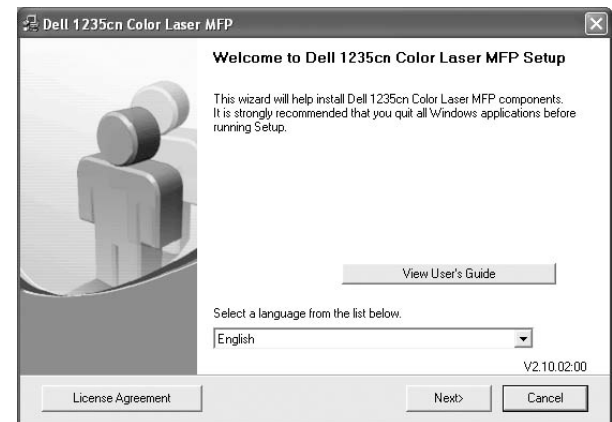 Dell 1235cn Color Laser MFP
Welcome to Dell 1235cn Color Laser MFP Setup
This wizard will help install Dell 1235cn Color Laser MFP components.
It is strongly recommended that you quit all Windows applications before
running Setup.
View User's Guide
Select a language from the list below.
English
V2.10.02:00
License Agreement
Next>
Cancel